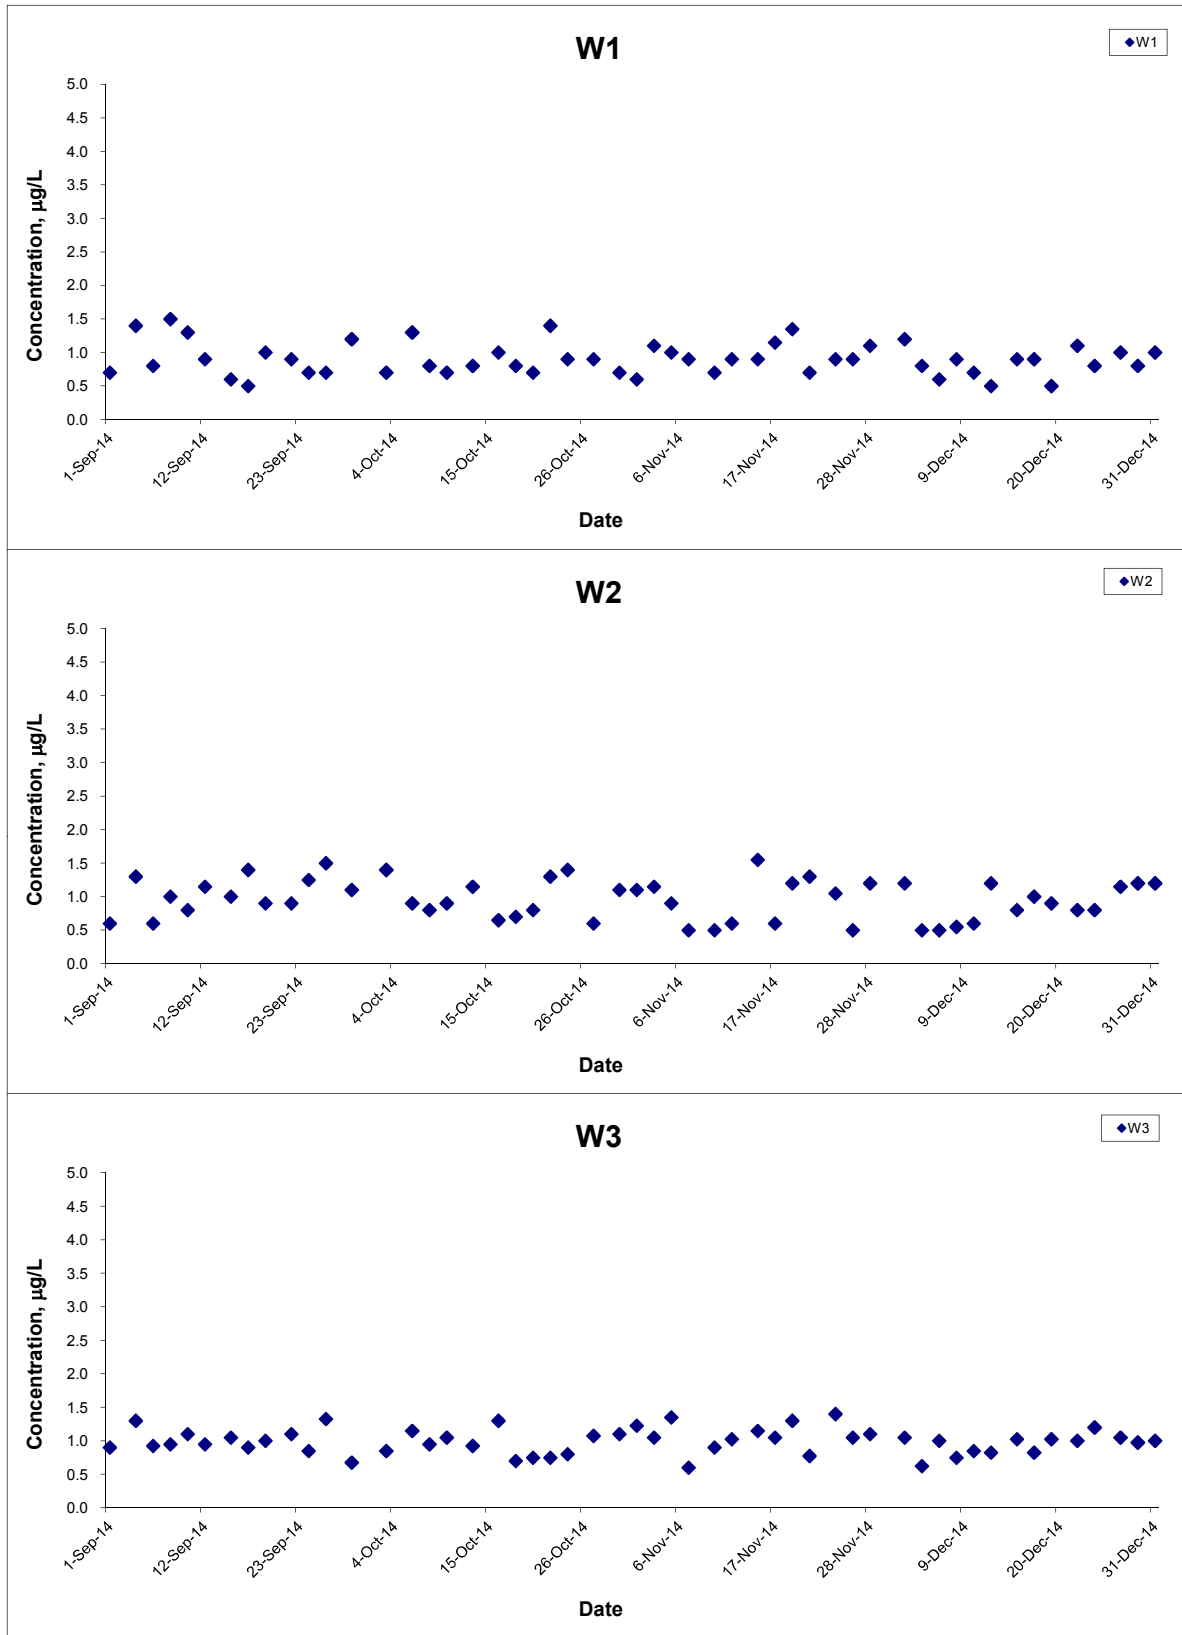 W1
W1
5.0
4.5
4.0
3.5
3.0
2.5
2.0
1.5
1.0
0.5
0.0
Concentration, µg/L
1-Sep-14
12-Sep-14
23-Sep-14
4-Oct-14
15-Oct-14
26-Oct-14
6-Nov-14
17-Nov-14
28-Nov-14
9-Dec-14
20-Dec-14
31-Dec-14
Date
W2
W2
5.0
4.5
4.0
3.5
3.0
2.5
2.0
1.5
1.0
0.5
0.0
Concentration, µg/L
1-Sep-14
12-Sep-14
23-Sep-14
4-Oct-14
15-Oct-14
26-Oct-14
6-Nov-14
17-Nov-14
28-Nov-14
9-Dec-14
20-Dec-14
31-Dec-14
Date
W3
W3
5.0
4.5
4.0
3.5
3.0
2.5
2.0
1.5
1.0
0.5
0.0
Concentration, µg/L
1-Sep-14
12-Sep-14
23-Sep-14
4-Oct-14
15-Oct-14
26-Oct-14
6-Nov-14
17-Nov-14
28-Nov-14
9-Dec-14
20-Dec-14
31-Dec-14
Date